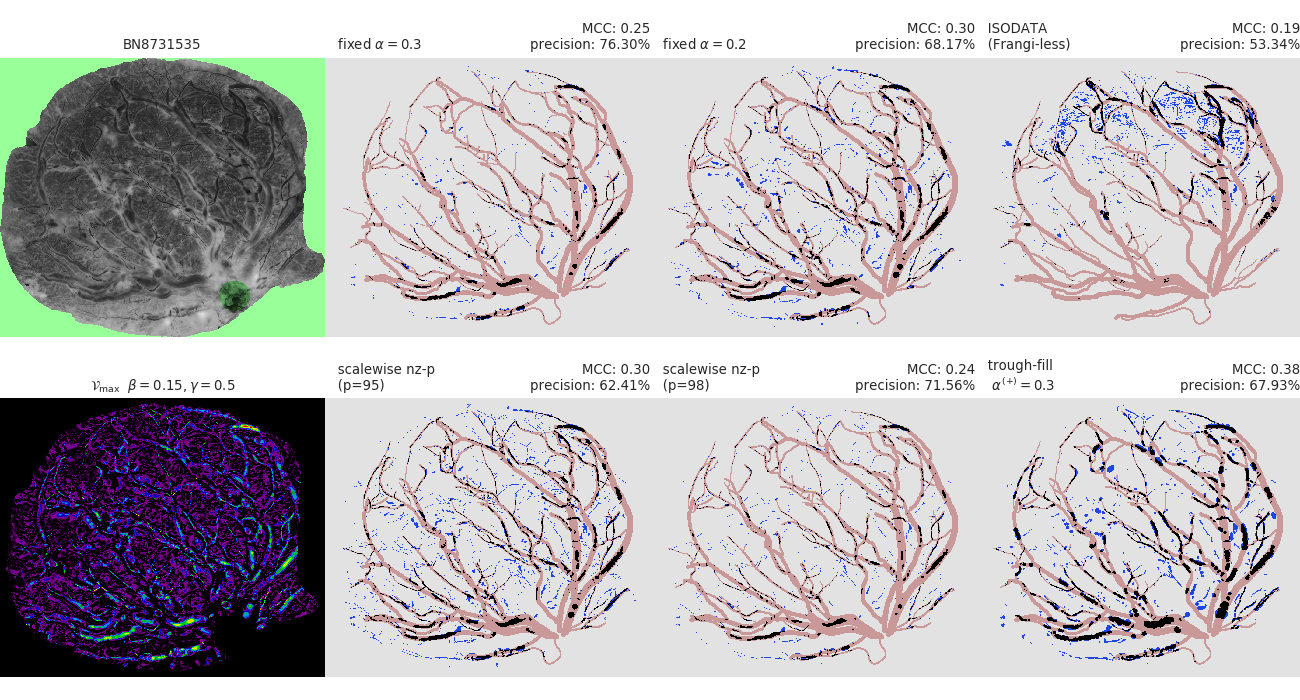 BN8731535
fixed α = 0.3
MCC: 0.25
precision: 76.30%
fixed α = 0.2
MCC: 0.30
precision: 68.17%
ISODATA
(Frangi-less)
MCC: 0.19
precision: 53.34%
𝒱max β = 0.15, γ = 0.5
scalewise nz-p
(p=95)
MCC: 0.30
precision: 62.41%
scalewise nz-p
(p=98)
MCC: 0.24
precision: 71.56%
trough-fill
α(+) = 0.3
MCC: 0.38
precision: 67.93%